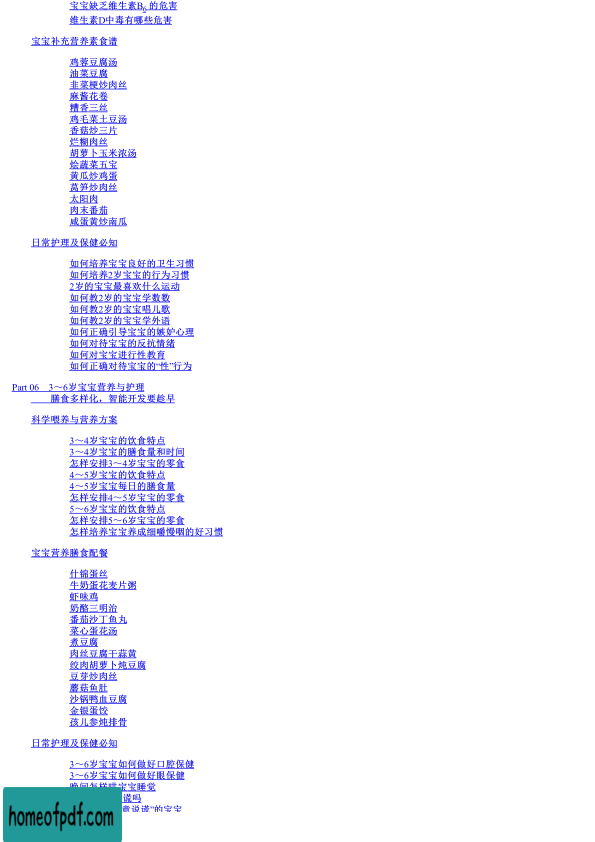 宝宝缺乏维生素B6 的危害
维生素D中毒有哪些危害
宝宝补充营养素食谱
鸡蓉豆腐汤
油菜豆腐
韭菜梗炒肉丝
麻酱花卷
糟香三丝
鸡毛菜土豆汤
香菇炒三片
烂糊肉丝
胡萝卜玉米浓汤
烩蔬菜五宝
黄瓜炒鸡蛋
莴笋炒肉丝
太阳肉
肉末番茄
咸蛋黄炒南瓜
日常护理及保健必知
如何培养宝宝良好的卫生习惯
如何培养2岁宝宝的行为习惯
2岁的宝宝最喜欢什么运动
如何教2岁的宝宝学数数
如何教2岁的宝宝唱儿歌
如何教2岁的宝宝学外语
如何正确引导宝宝的嫉妒心理
如何对待宝宝的反抗情绪
如何对宝宝进行性教育
如何正确对待宝宝的“性”行为
Part 06 3～6岁宝宝营养与护理
膳食多样化，智能开发要趁早
科学喂养与营养方案
3～4岁宝宝的饮食特点
3～4岁宝宝的膳食量和时间
怎样安排3～4岁宝宝的零食
4～5岁宝宝的饮食特点
4～5岁宝宝每日的膳食量
怎样安排4～5岁宝宝的零食
5～6岁宝宝的饮食特点
怎样安排5～6岁宝宝的零食
怎样培养宝宝养成细嚼慢咽的好习惯
宝宝营养膳食配餐
什锦蛋丝
牛奶蛋花麦片粥
虾味鸡
奶酪三明治
番茄沙丁鱼丸
菜心蛋花汤
煮豆腐
肉丝豆腐干蒜黄
绞肉胡萝卜炖豆腐
豆芽炒肉丝
蘑菇鱼肚
沙锅鸭血豆腐
金银蛋饺
孩儿参炖排骨
日常护理及保健必知
3～6岁宝宝如何做好口腔保健
3～6岁宝宝如何做好眼保健
晚间怎样哄宝宝睡堂
谎吗
意说谎”的宝宝
homeofpdf.com